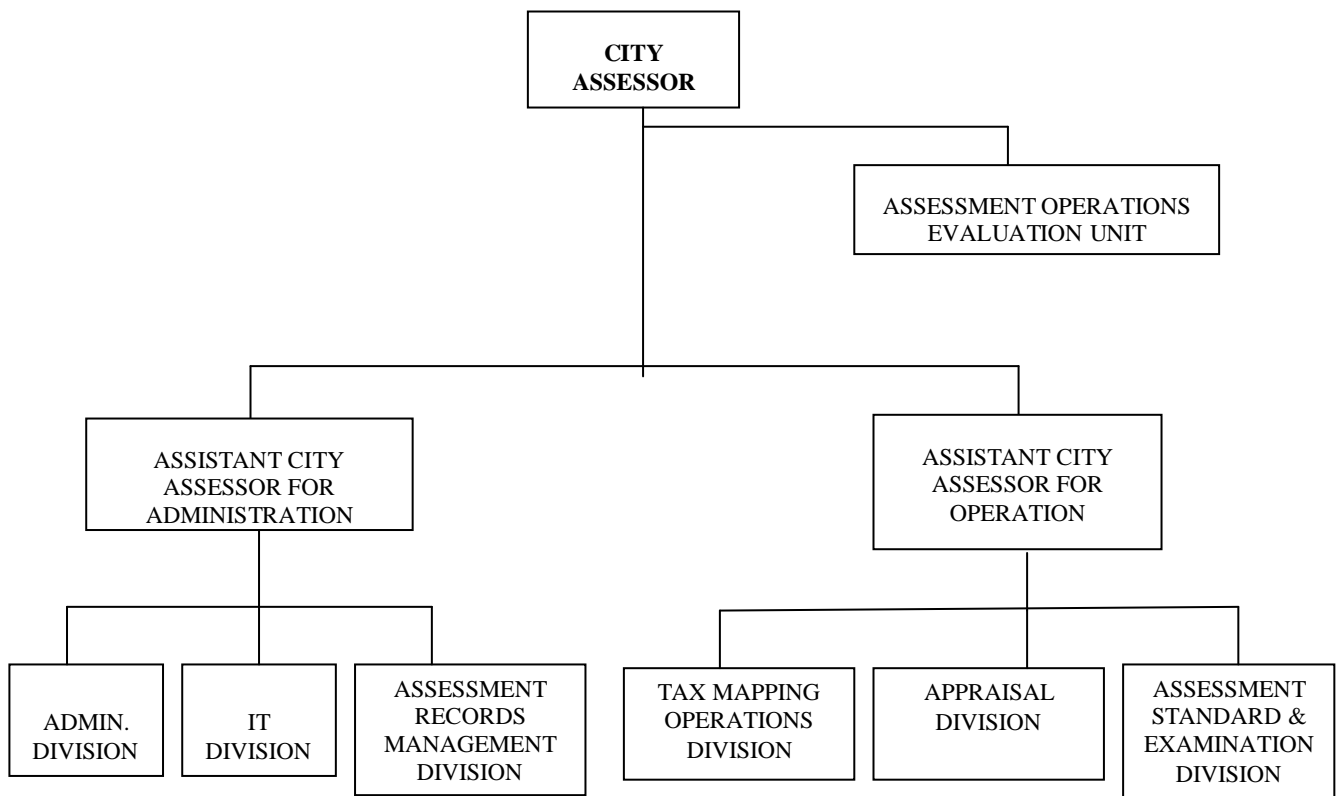 CITY
ASSESSOR
ASSESSMENT OPERATIONS
EVALUATION UNIT
ASSISTANT CITY
ASSESSOR FOR
ADMINISTRATION
ASSISTANT CITY
ASSESSOR FOR
OPERATION
ADMIN.
DIVISION
IT
DIVISION
ASSESSMENT
RECORDS
MANAGEMENT
DIVISION
TAX MAPPING
OPERATIONS
DIVISION
APPRAISAL
DIVISION
ASSESSMENT
STANDARD &
EXAMINATION
DIVISION